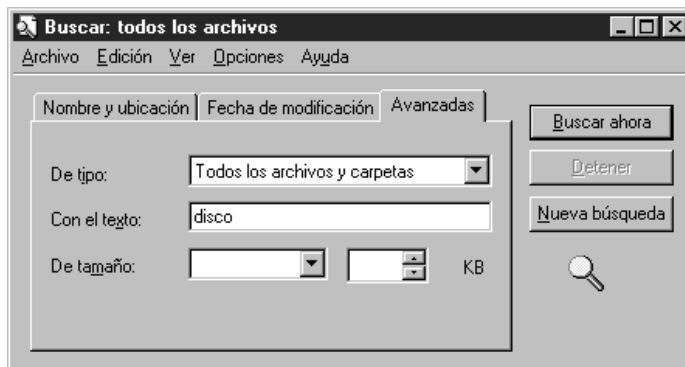 Buscar: todos los archivos
Archivo Edición Ver Opciones Ayuda
Nombre y ubicación Fecha de modificación Avanzadas
Buscar ahora
De tipo: Todos los archivos y carpetas
Detener
Con el texto: disco
Nueva búsqueda
De tamaño: KB